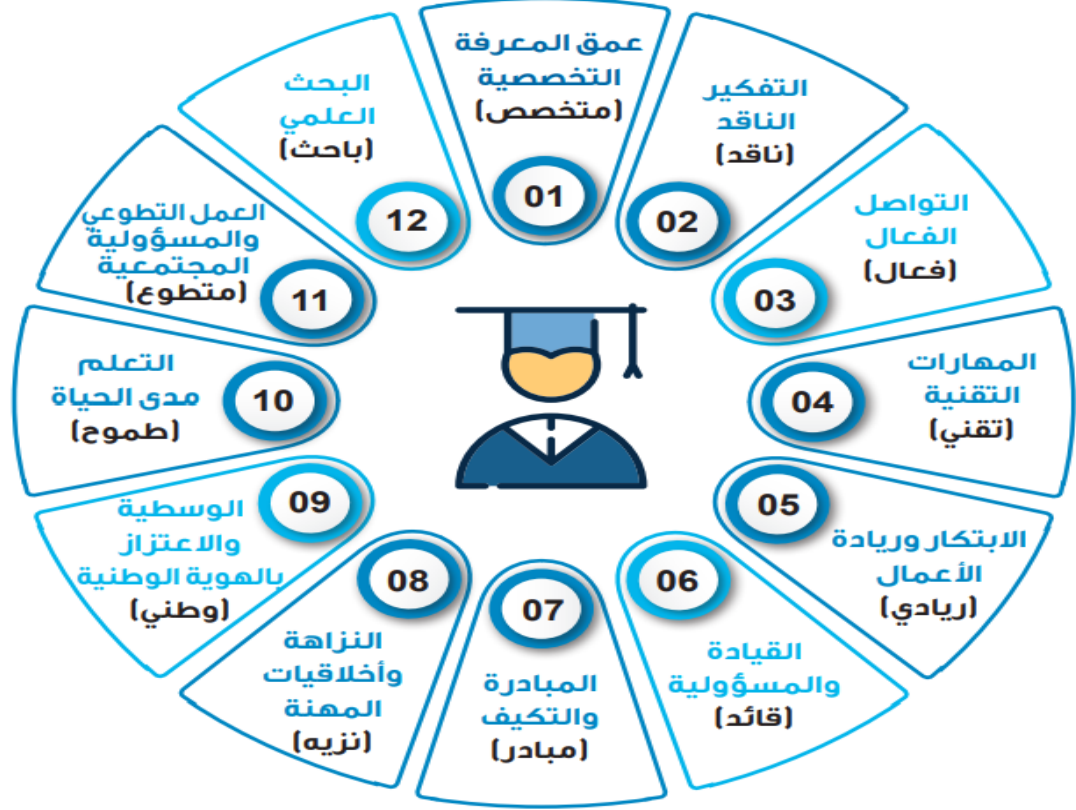 عمق المعرفة
التخصصية
(متخصص)
01
التفكير
الناقد
(ناقد)
02
التواصل
الفعال
(فعال)
03
المهارات
التقنية
(تقني)
04
الابتكار وريادة
الأعمال
(ريادي)
05
القيادة
والمسؤولية
(قائد)
06
المبادرة
والتكيف
(مبادر)
07
النزاهة
وأخلاقيات
المهنة
(نزيه)
08
الوسطية
والاعتزاز
بالهوية الوطنية
(وطني)
09
التعلم
مدى الحياة
(طموح)
10
العمل التطوعي
والمسؤولية
المجتمعية
(متطوع)
11
البحث
العلمي
(باحث)
12